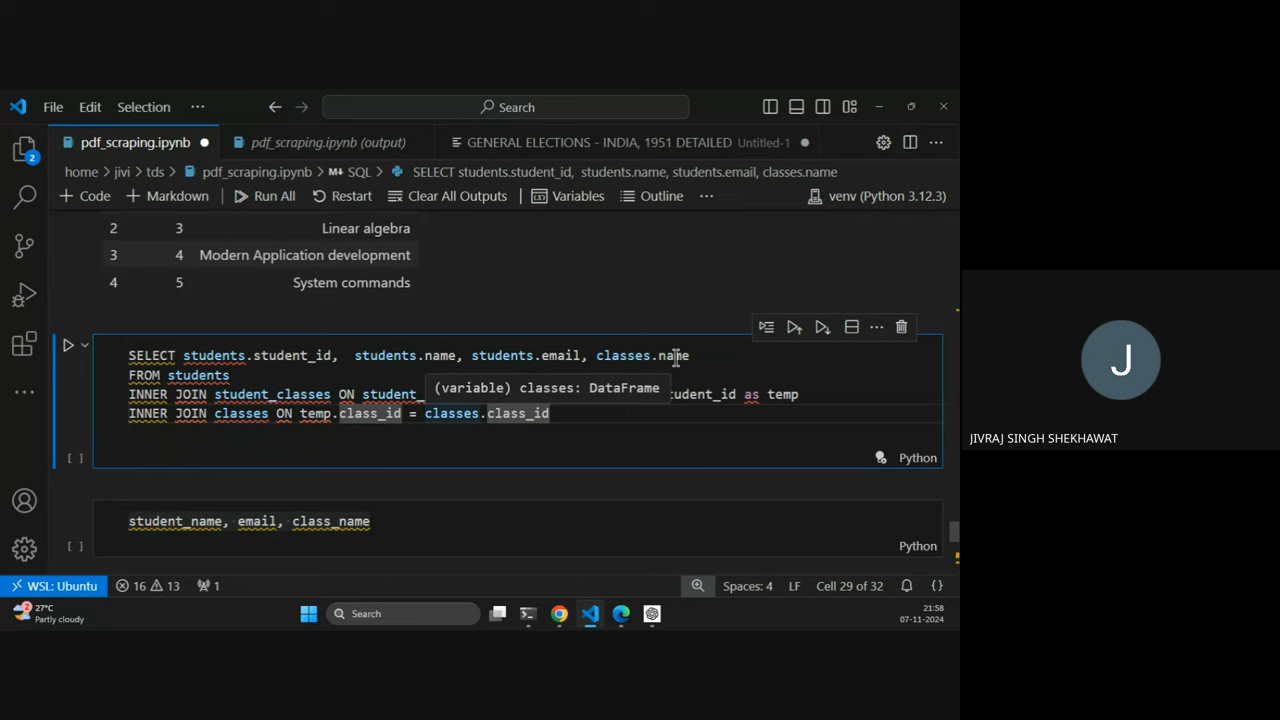 File Edit Selection ··· Search
pdf_scraping.ipynb pdf_scraping.ipynb (output) GENERAL ELECTIONS - INDIA, 1951 DETAILED Untitled-1
home > jivi > tds > pdf_scraping.ipynb > SQL > SELECT students.student_id, students.name, students.email, classes.name
+ Code + Markdown Run All Restart Clear All Outputs Variables Outline ··· venv (Python 3.12.3)
2 3 Linear algebra
3 4 Modern Application development
4 5 System commands
SELECT students.student_id, students.name, students.email, classes.name
FROM students
(variable) classes: DataFrame
INNER JOIN student_classes ON student_ tudent_id as temp
INNER JOIN classes ON temp.class_id = classes.class_id
[ ] Python
student_name, email, class_name
[ ] Python
WSL: Ubuntu 16 13 1 Spaces: 4 LF Cell 29 of 32 {}
2 27°C
Partly cloudy
Search
21:58
07-11-2024
2
J
JIVRAJ SINGH SHEKHAWAT